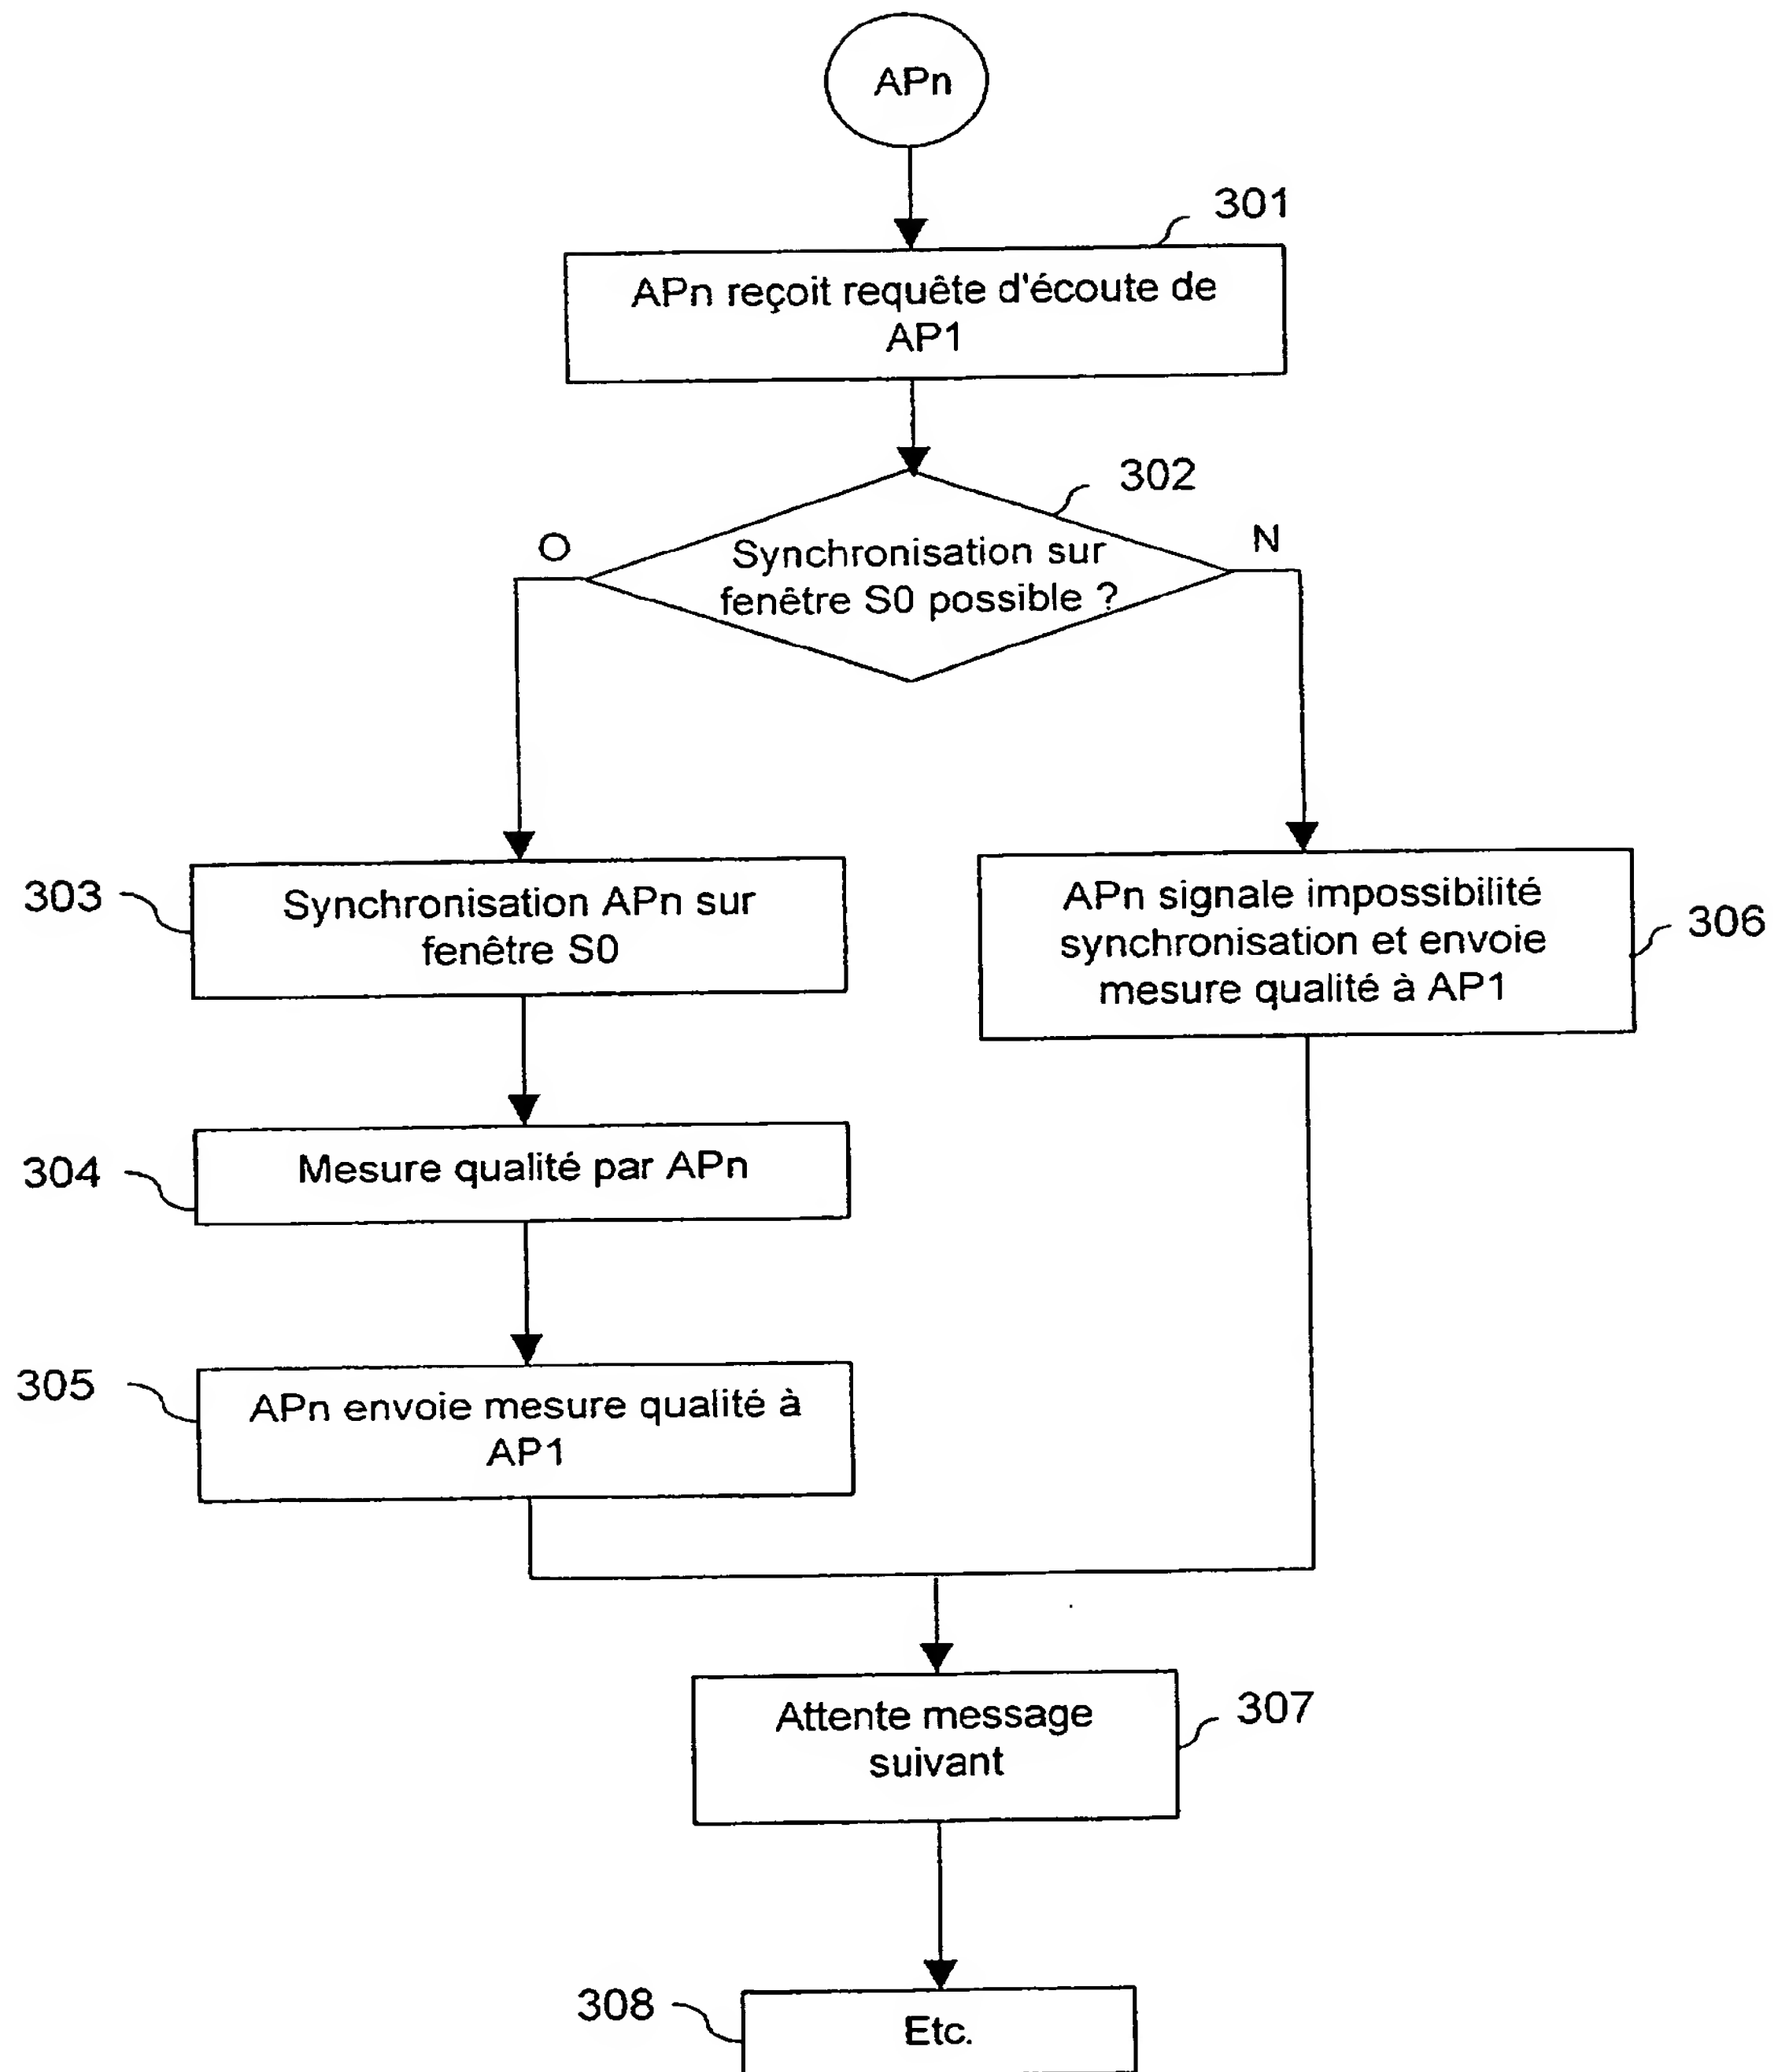 APn
301
APn reçoit requête d'écoute de
AP1
302
O
N
Synchronisation sur
fenêtre S0 possible ?
303
Synchronisation APn sur
fenêtre S0
APn signale impossibilité
synchronisation et envoie
mesure qualité à AP1
306
304
Mesure qualité par APn
305
APn envoie mesure qualité à
AP1
Attente message
suivant
307
308
Etc.